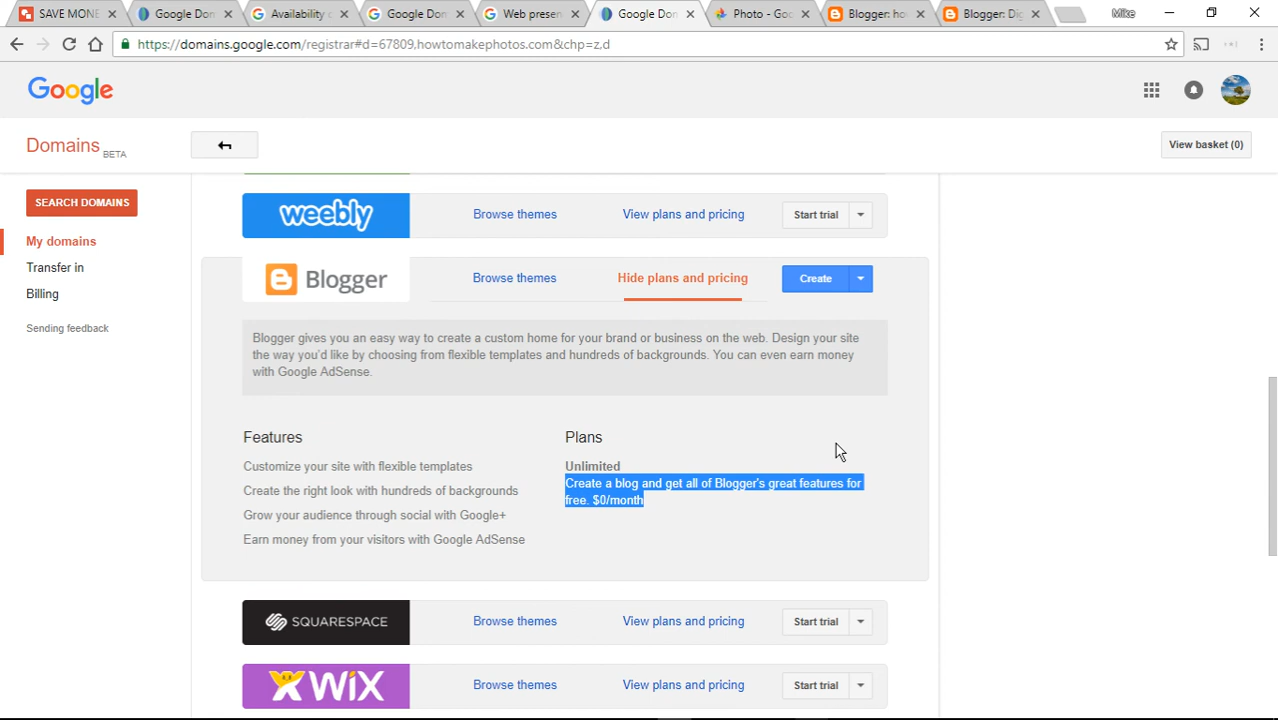 SAVE MONE
Google Don
Availability o
Google Don
Web presen
Google Don
Photo - Goo
Blogger: ho
Blogger: Dig
Mike
https://domains.google.com/registrar#d=67809,howtomakephotos.com&chp=z,d
Google
Domains BETA
View basket (0)
SEARCH DOMAINS
My domains
Transfer in
Billing
Sending feedback
weebly Browse themes View plans and pricing Start trial
Blogger Browse themes Hide plans and pricing Create
Blogger gives you an easy way to create a custom home for your brand or business on the web. Design your site
the way you'd like by choosing from flexible templates and hundreds of backgrounds. You can even earn money
with Google AdSense.
Features
Customize your site with flexible templates
Create the right look with hundreds of backgrounds
Grow your audience through social with Google+
Earn money from your visitors with Google AdSense
Plans
Unlimited
Create a blog and get all of Blogger's great features for
free. $0/month
SQUARESPACE Browse themes View plans and pricing Start trial
WiX Browse themes View plans and pricing Start trial